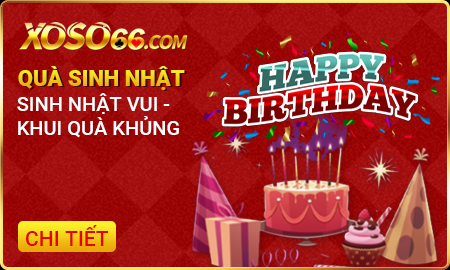 XOSO66.COM
QUÀ SINH NHẬT
SINH NHẬT VUI -
KHUI QUÀ KHỦNG
HAPPY
BIRTHDAY
CHI TIẾT